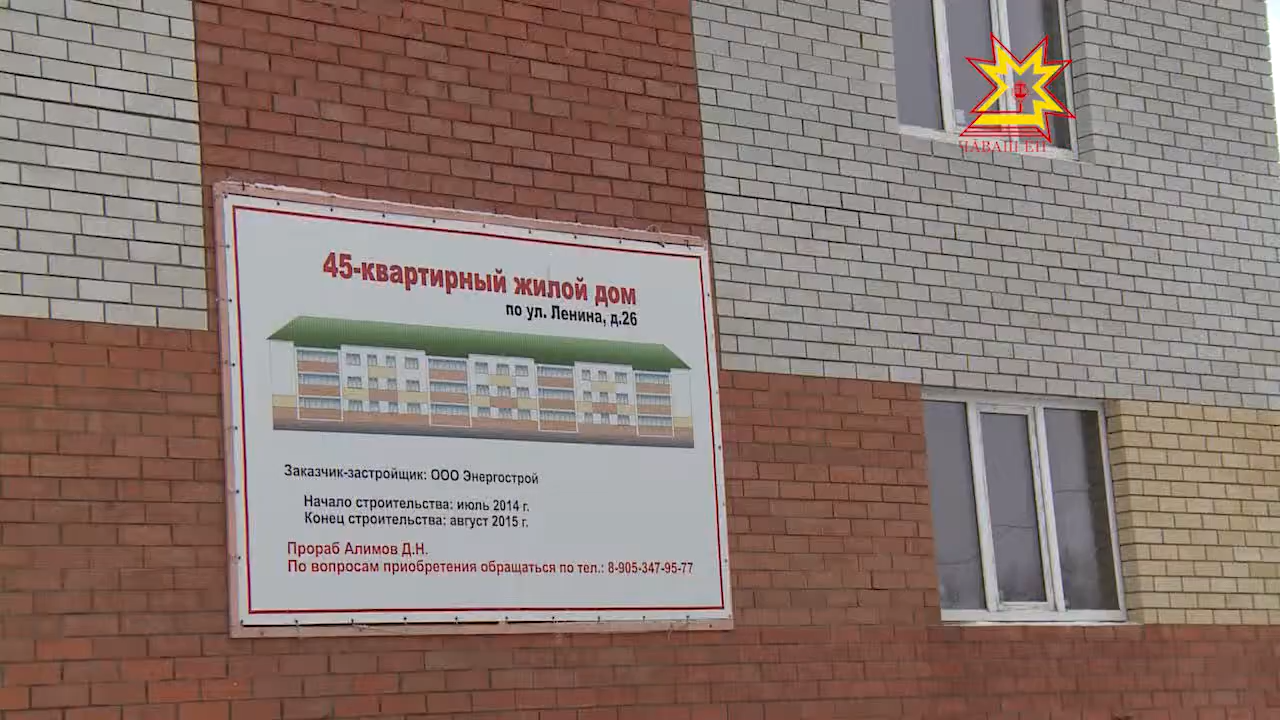 ЧӐВАШ ЕН
45-квартирный жилой дом
по ул. Ленина, д.26
Заказчик-застройщик: ООО Энергострой
Начало строительства: июль 2014 г.
Конец строительства: август 2015 г.
Прораб Алимов Д.Н.
По вопросам приобретения обращаться по тел.: 8-905-347-95-77